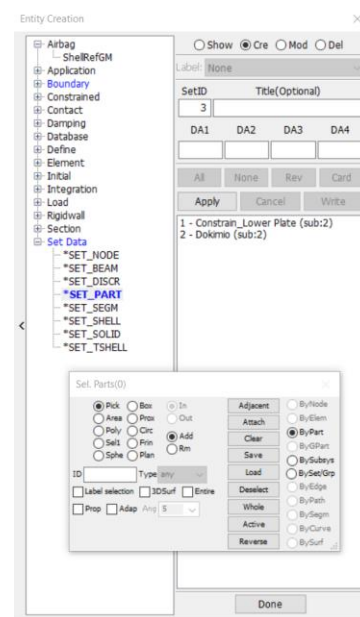 Entity Creation
Airbag
ShellRefGM
Application
Boundary
Constrained
Contact
Damping
Database
Define
Element
Initial
Integration
Load
Rigidwall
Section
Set Data
*SET_NODE
*SET_BEAM
*SET_DISCR
*SET_PART
*SET_SEGM
*SET_SHELL
*SET_SOLID
*SET_TSHELL
<
Show Cre Mod Del
Label: None
SetID Title(Optional)
3
DA1 DA2 DA3 DA4
All None Rev Card
Apply Cancel Write
1 - Constrain_Lower Plate (sub:2)
2 - Dokimio (sub:2)
Sel. Parts(0)
Pick Box In
Area Prox Out
Poly Circ Add
Sel1 Frin Rm
Sphe Plan
ID Type any
Label selection 3DSurf Entire
Prop Adap Ang 5
Adjacent
Attach
Clear
Save
Load
Deselect
Whole
Active
Reverse
ByNode
ByElem
ByPart
ByGPart
BySubsys
BySet/Grp
ByEdge
ByPath
BySegm
ByCurve
BySurf
Done